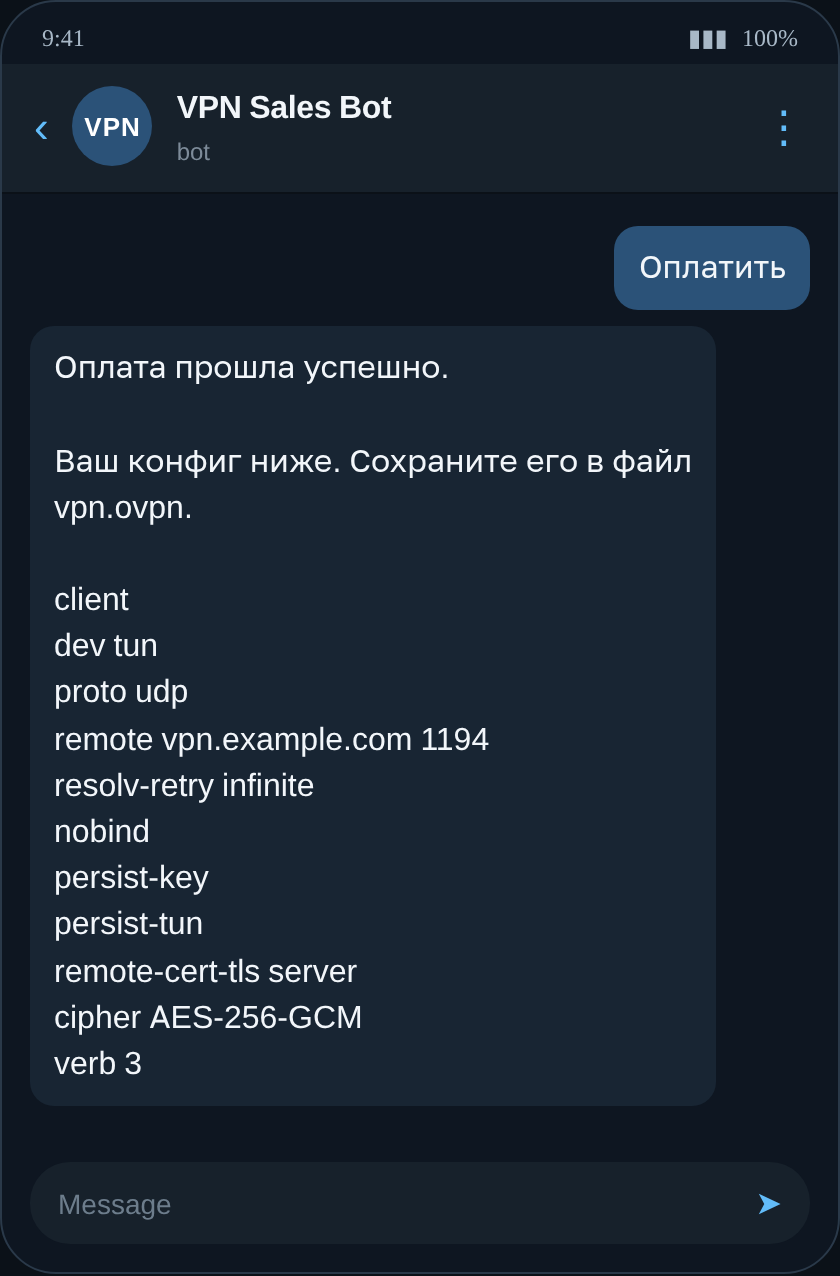 9:41
100%
VPN
VPN Sales Bot
bot
Оплатить
Оплата прошла успешно.
Ваш конфиг ниже. Сохраните его в файл
vpn.ovpn.
client
dev tun
proto udp
remote vpn.example.com 1194
resolv-retry infinite
nobind
persist-key
persist-tun
remote-cert-tls server
cipher AES-256-GCM
verb 3
Message